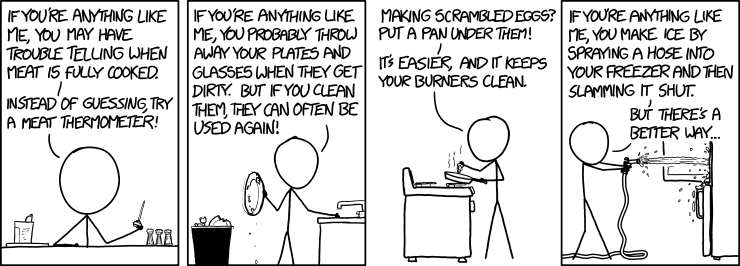 IF YOU'RE ANYTHING LIKE
ME, YOU MAY HAVE
TROUBLE TELLING WHEN
MEAT IS FULLY COOKED.
INSTEAD OF GUESSING, TRY
A MEAT THERMOMETER!
IF YOU'RE ANYTHING LIKE
ME, YOU PROBABLY THROW
AWAY YOUR PLATES AND
GLASSES WHEN THEY GET
DIRTY. BUT IF YOU CLEAN
THEM, THEY CAN OFTEN BE
USED AGAIN!
MAKING SCRAMBLED EGGS?
PUT A PAN UNDER THEM!
IT'S EASIER, AND IT KEEPS
YOUR BURNERS CLEAN.
IF YOU'RE ANYTHING LIKE
ME, YOU MAKE ICE BY
SPRAYING A HOSE INTO
YOUR FREEZER AND THEN
SLAMMING IT SHUT.
BUT THERE'S A
BETTER WAY...